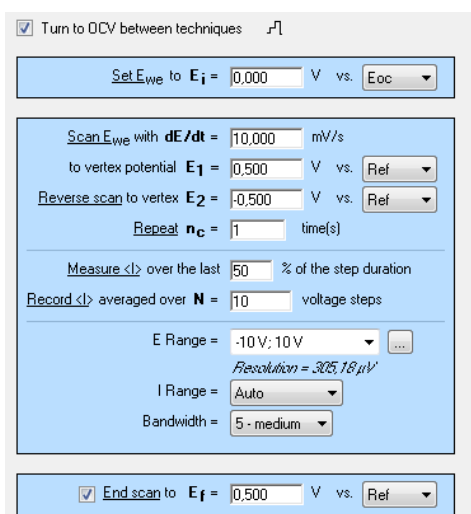 Turn to OCV between techniques
Set EWE to Ei = 0,000 V vs. Eoc
Scan EWE with dE/dt = 10,000 mV/s
to vertex potential E1 = 0,500 V vs. Ref
Reverse scan to vertex E2 = -0,500 V vs. Ref
Repeat nc = 1 time(s)
Measure <I> over the last 50 % of the step duration
Record <I> averaged over N = 10 voltage steps
E Range = -10 V; 10 V ...
Resolution = 305,18 µV
I Range = Auto
Bandwidth = 5 - medium
End scan to Ef = 0,500 V vs. Ref